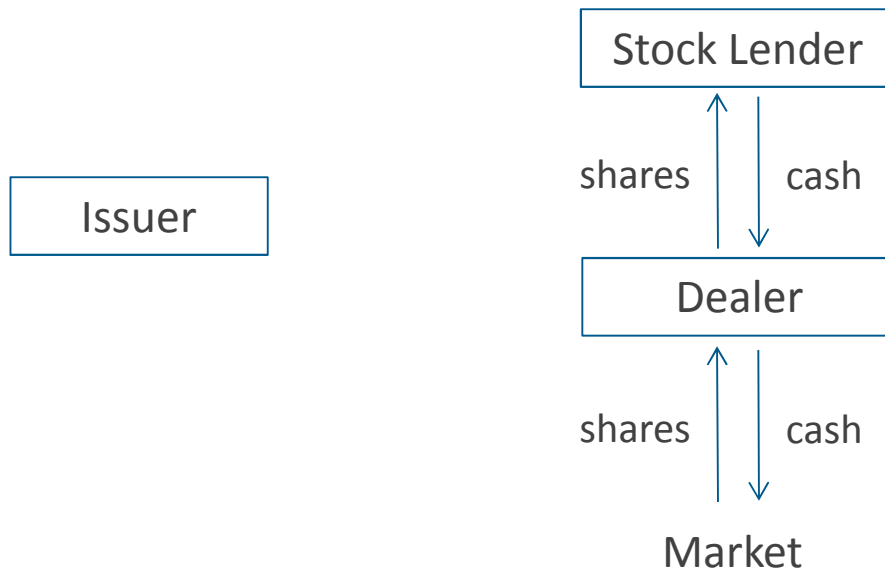 Stock Lender
shares
cash
Issuer
Dealer
shares
cash
Market